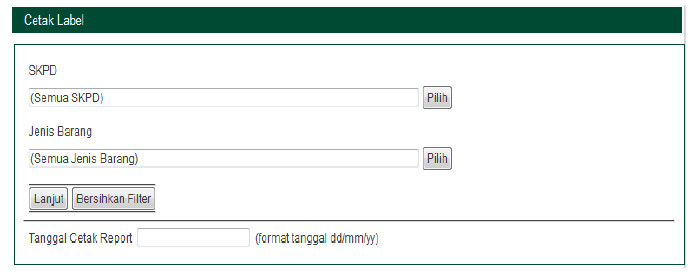 Cetak Label
SKPD
(Semua SKPD) Pilih
Jenis Barang
(Semua Jenis Barang) Pilih
Lanjut Bersihkan Filter
Tanggal Cetak Report (format tanggal dd/mm/yy)